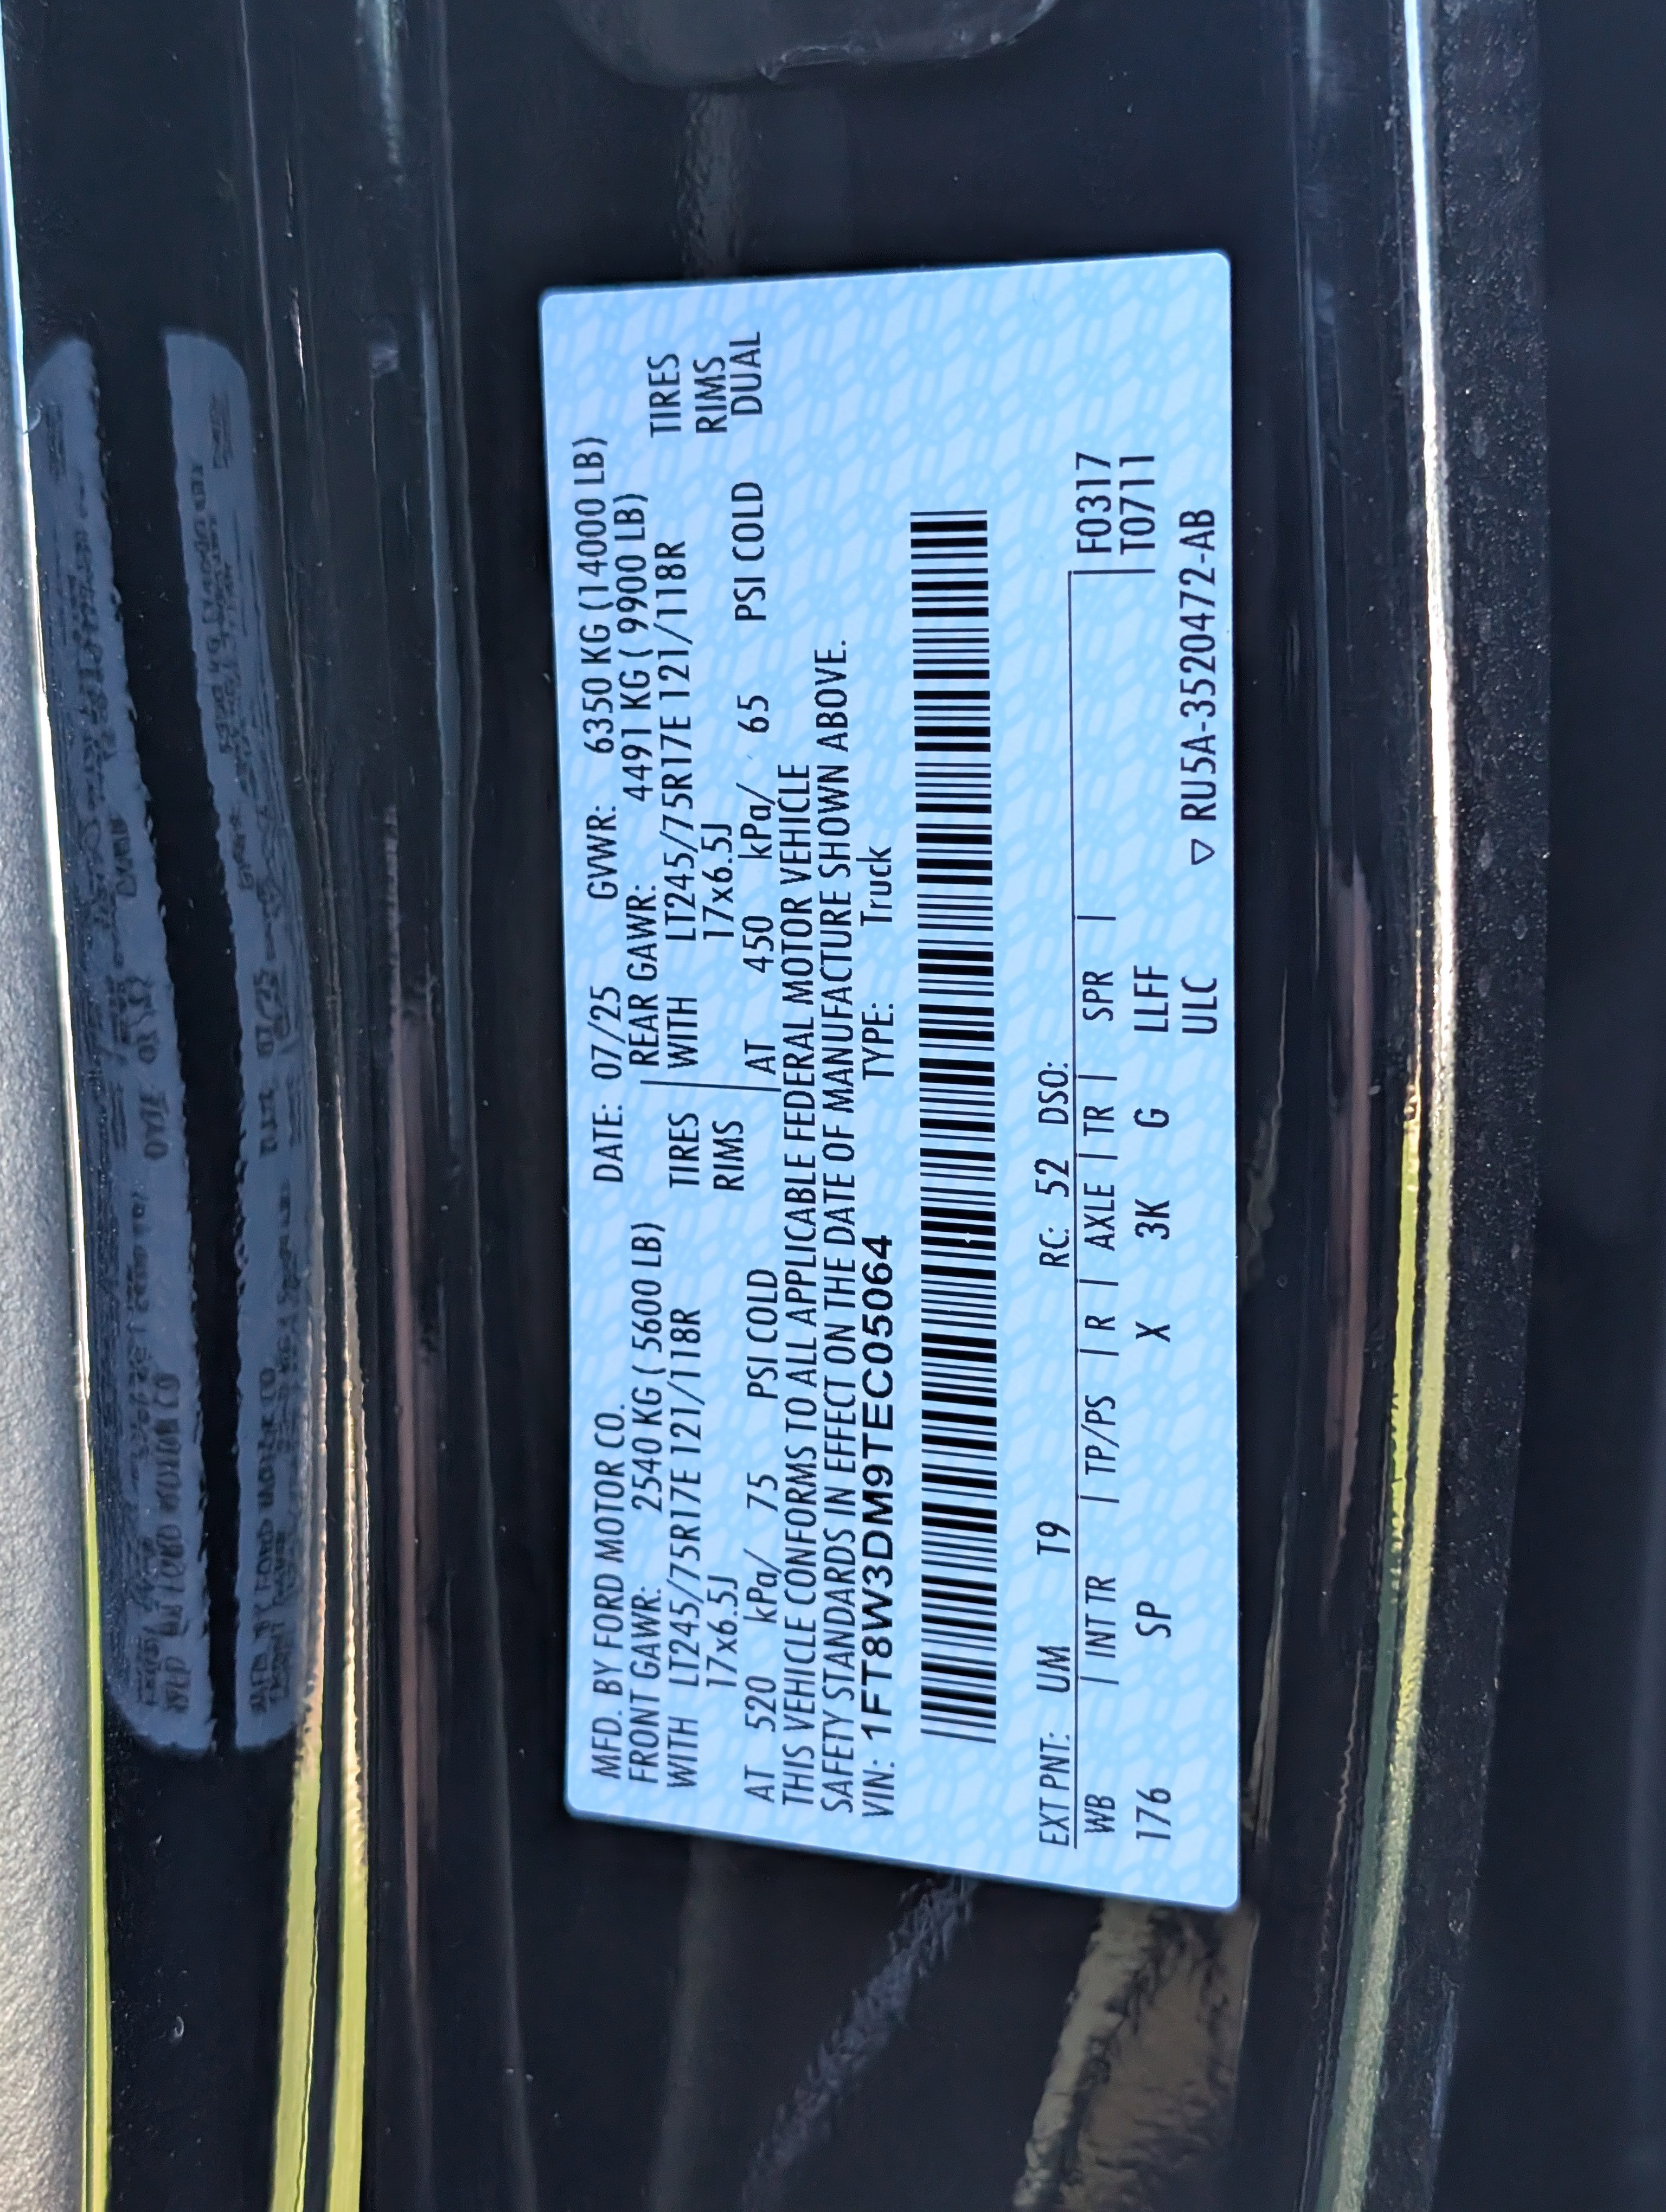 MFD. BY FORD MOTOR CO. DATE: 07/25 GVWR: 6350 KG (14000 LB)
FRONT GAWR: 2540 KG ( 5600 LB) REAR GAWR: 4491 KG ( 9900 LB)
WITH LT245/75R17E 121/118R TIRES WITH LT245/75R17E 121/118R TIRES
17x6.5J RIMS 17x6.5J RIMS
AT 520 kPa/ 75 PSI COLD AT 450 kPa/ 65 PSI COLD DUAL
THIS VEHICLE CONFORMS TO ALL APPLICABLE FEDERAL MOTOR VEHICLE
SAFETY STANDARDS IN EFFECT ON THE DATE OF MANUFACTURE SHOWN ABOVE.
VIN: 1FT8W3DM9TEC05064 TYPE: Truck
EXT PNT: UM T9 RC: 52 DSO:
WB | INT TR | TP/PS | R | AXLE | TR | SPR | F0317
176 SP X 3K G LLFF T0711
ULC ▽ RU5A-3520472-AB